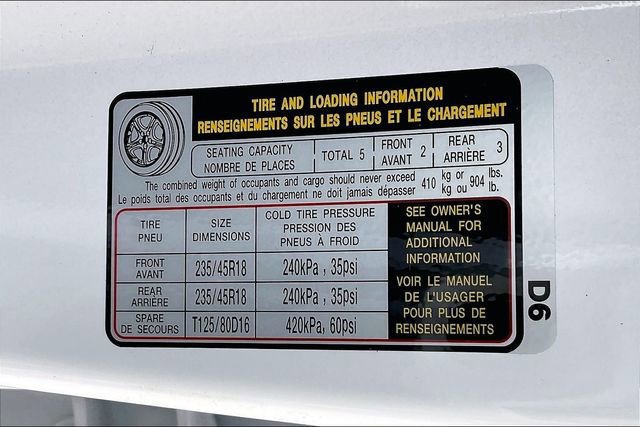 TIRE AND LOADING INFORMATION
RENSEIGNEMENTS SUR LES PNEUS ET LE CHARGEMENT
SEATING CAPACITY
NOMBRE DE PLACES
TOTAL 5
FRONT
AVANT 2
REAR
ARRIÈRE 3
The combined weight of occupants and cargo should never exceed 410 kg or 904 lbs.
Le poids total des occupants et du chargement ne doit jamais dépasser kg ou lb.
TIRE
PNEU
SIZE
DIMENSIONS
COLD TIRE PRESSURE
PRESSION DES
PNEUS À FROID
FRONT
AVANT
235/45R18
240kPa , 35psi
REAR
ARRIÈRE
235/45R18
240kPa , 35psi
SPARE
DE SECOURS
T125/80D16
420kPa, 60psi
SEE OWNER'S
MANUAL FOR
ADDITIONAL
INFORMATION
VOIR LE MANUEL
DE L'USAGER
POUR PLUS DE
RENSEIGNEMENTS
D6